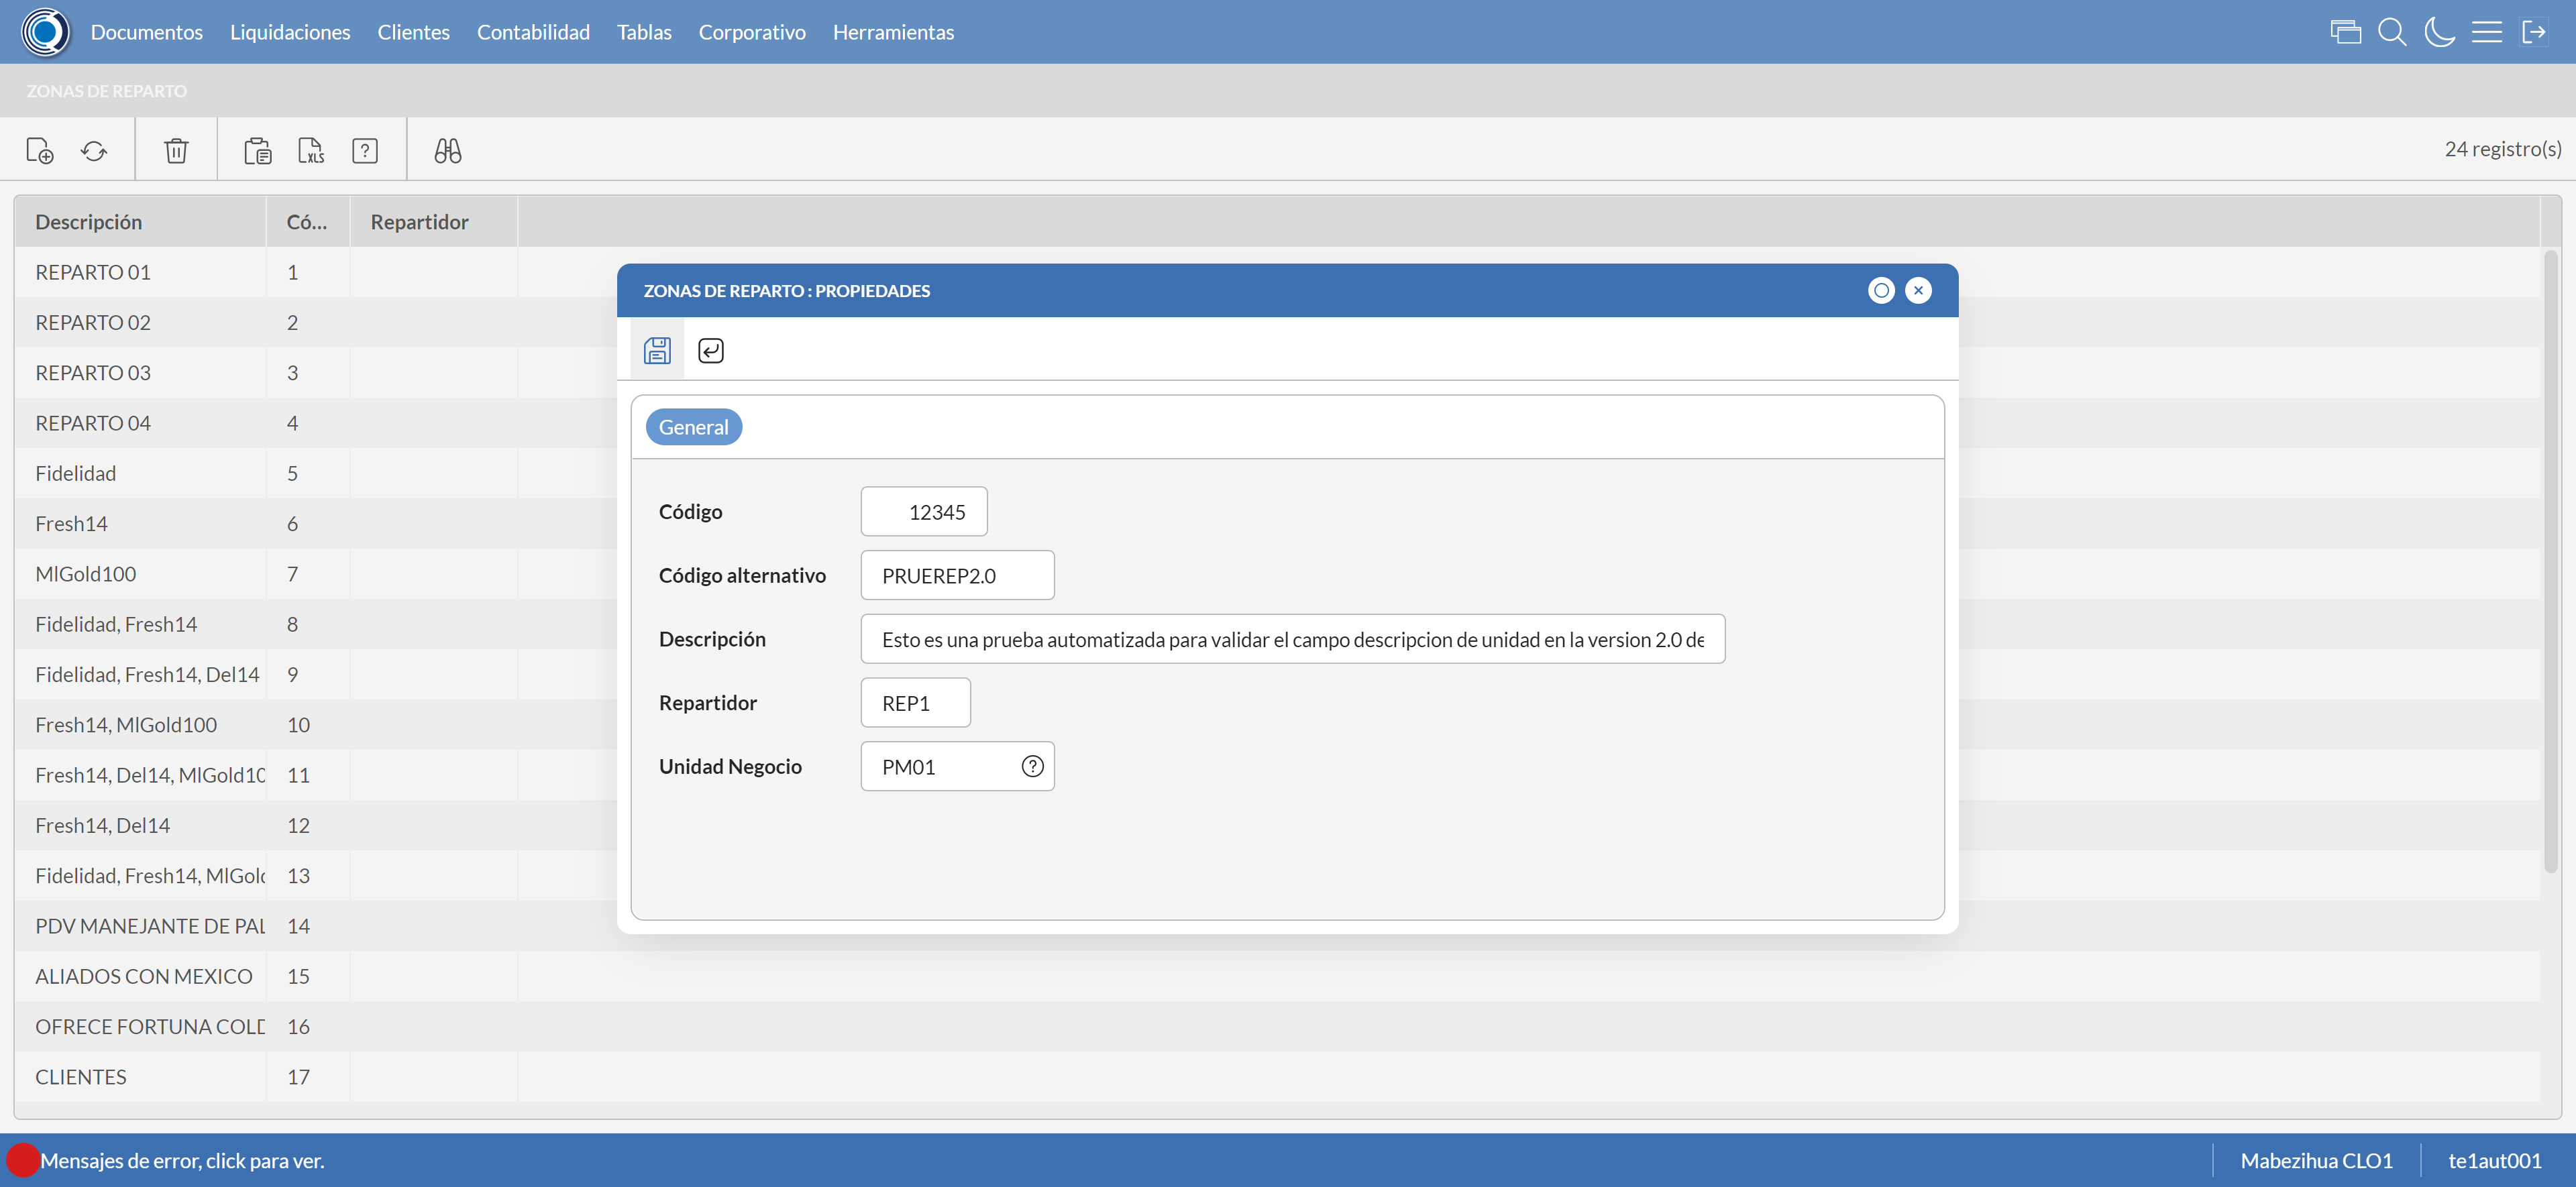 Documentos Liquidaciones Clientes Contabilidad Tablas Corporativo Herramientas
ZONAS DE REPARTO
XLS ?
24 registro(s)
Descripción Có... Repartidor
REPARTO 01 1
REPARTO 02 2
REPARTO 03 3
REPARTO 04 4
Fidelidad 5
Fresh14 6
MlGold100 7
Fidelidad, Fresh14 8
Fidelidad, Fresh14, Del14 9
Fresh14, MlGold100 10
Fresh14, Del14, MlGold10 11
Fresh14, Del14 12
Fidelidad, Fresh14, MlGold 13
PDV MANEJANTE DE PAL 14
ALIADOS CON MEXICO 15
OFRECE FORTUNA COLD 16
CLIENTES 17
ZONAS DE REPARTO : PROPIEDADES
General
Código 12345
Código alternativo PRUEREP2.0
Descripción Esto es una prueba automatizada para validar el campo descripcion de unidad en la version 2.0 de
Repartidor REP1
Unidad Negocio PM01 ?
Mensajes de error, click para ver.
Mabezihua CLO1 te1aut001